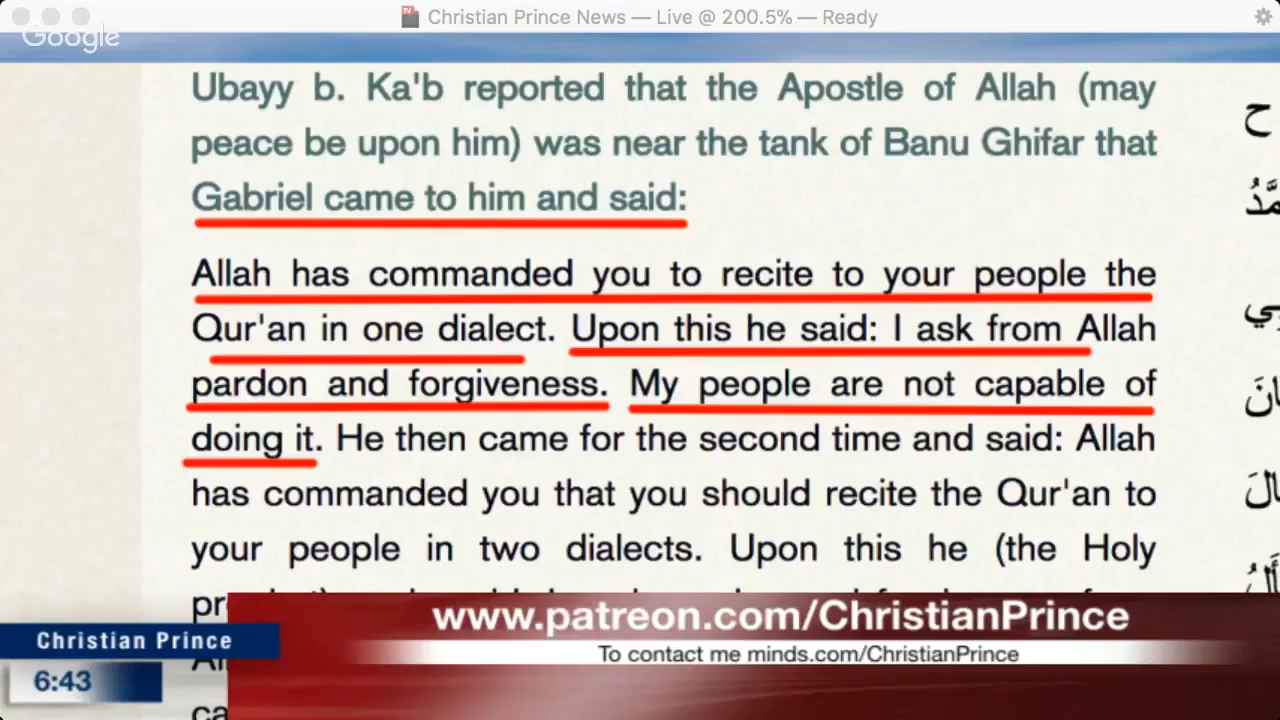 Christian Prince News — Live @ 200.5% — Ready
Google
Ubayy b. Ka'b reported that the Apostle of Allah (may
peace be upon him) was near the tank of Banu Ghifar that
Gabriel came to him and said:
Allah has commanded you to recite to your people the
Qur'an in one dialect. Upon this he said: I ask from Allah
pardon and forgiveness. My people are not capable of
doing it. He then came for the second time and said: Allah
has commanded you that you should recite the Qur'an to
your people in two dialects. Upon this he (the Holy
www.patreon.com/ChristianPrince
Christian Prince
To contact me minds.com/ChristianPrince
6:43